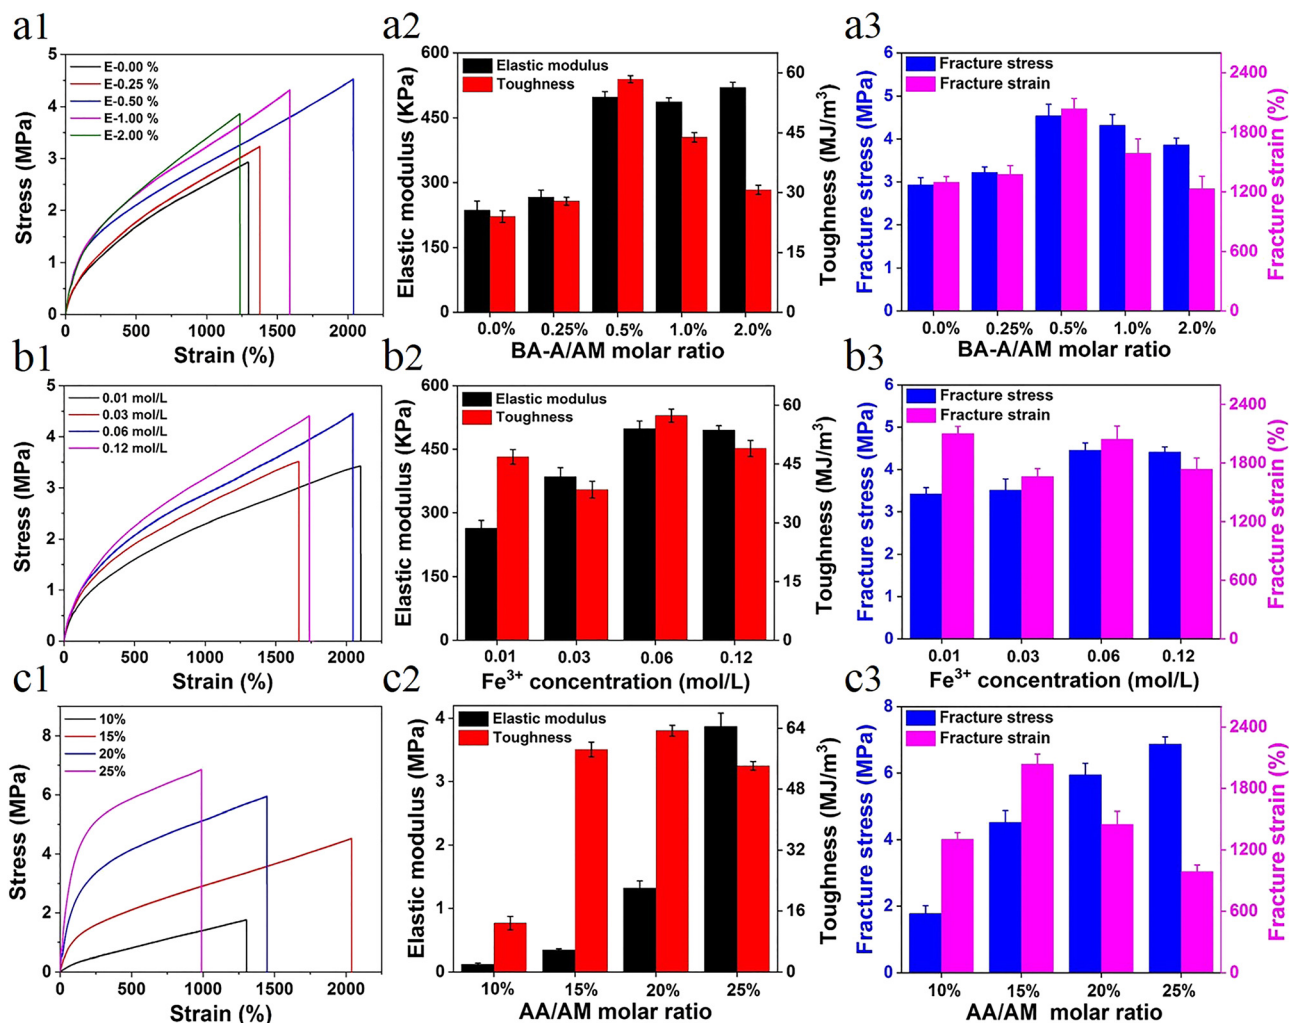 a1
Stress (MPa)
5
4
3
2
1
0
E-0.00 %
E-0.25 %
E-0.50 %
E-1.00 %
E-2.00 %
0 500 1000 1500 2000
Strain (%)
a2
Elastic modulus (KPa)
600
450
300
150
0
Elastic modulus
Toughness
60
45
30
15
0
Toughness (MJ/m³)
0.0% 0.25% 0.5% 1.0% 2.0%
BA-A/AM molar ratio
a3
Fracture stress (MPa)
6
5
4
3
2
1
0
Fracture stress
Fracture strain
2400
1800
1200
600
0
Fracture strain (%)
0.0% 0.25% 0.5% 1.0% 2.0%
BA-A/AM molar ratio
b1
Stress (MPa)
5
4
3
2
1
0
0.01 mol/L
0.03 mol/L
0.06 mol/L
0.12 mol/L
0 500 1000 1500 2000
Strain (%)
b2
Elastic modulus (KPa)
600
450
300
150
0
Elastic modulus
Toughness
60
45
30
15
0
Toughness (MJ/m³)
0.01 0.03 0.06 0.12
Fe³⁺ concentration (mol/L)
b3
Fracture stress (MPa)
6
5
4
3
2
1
0
Fracture stress
Fracture strain
2400
1800
1200
600
0
Fracture strain (%)
0.01 0.03 0.06 0.12
Fe³⁺ concentration (mol/L)
c1
Stress (MPa)
8
6
4
2
0
10%
15%
20%
25%
0 500 1000 1500 2000
Strain (%)
c2
Elastic modulus (MPa)
4
3
2
1
0
Elastic modulus
Toughness
64
48
32
16
0
Toughness (MJ/m³)
10% 15% 20% 25%
AA/AM molar ratio
c3
Fracture stress (MPa)
8
6
4
2
0
Fracture stress
Fracture strain
2400
1800
1200
600
0
Fracture strain (%)
10% 15% 20% 25%
AA/AM molar ratio